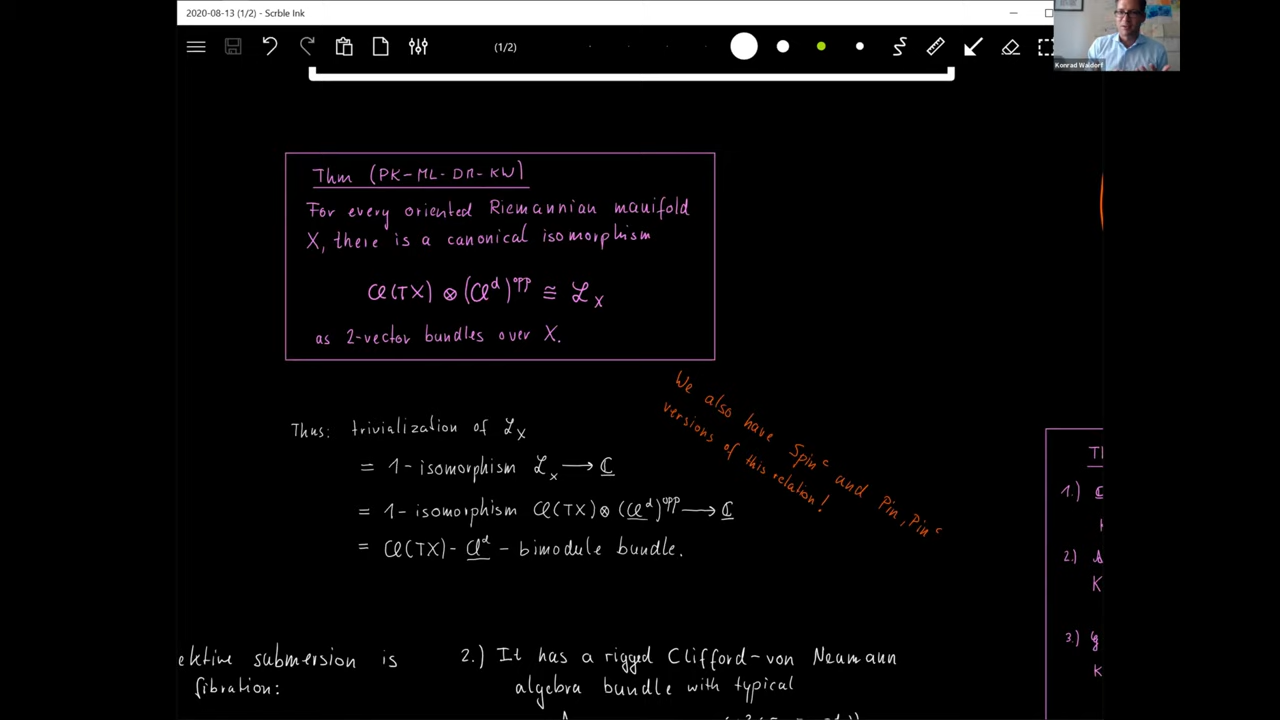 2020-08-13 (1/2) - Scrble Ink
(1/2)
Konrad Waldorf
Thm (PK-ML-DR-KW)
For every oriented Riemannian manifold
X, there is a canonical isomorphism
Cl(TX) ⊗ (Cl^d)^opp ≅ 𝓛_X
as 2-vector bundles over X.
We also have Spin^c and Pin, Pin^c
versions of this relation!
Thus: trivialization of 𝓛_X
= 1-isomorphism 𝓛_X → ℂ
= 1-isomorphism Cl(TX) ⊗ (Cl^d)^opp → ℂ
= Cl(TX) - Cl^d - bimodule bundle.
Th
1.)
K
2.)
K
3.)
K
ektive submersion is
fibration:
2.) It has a rigged Clifford-von Neumann
algebra bundle with typical